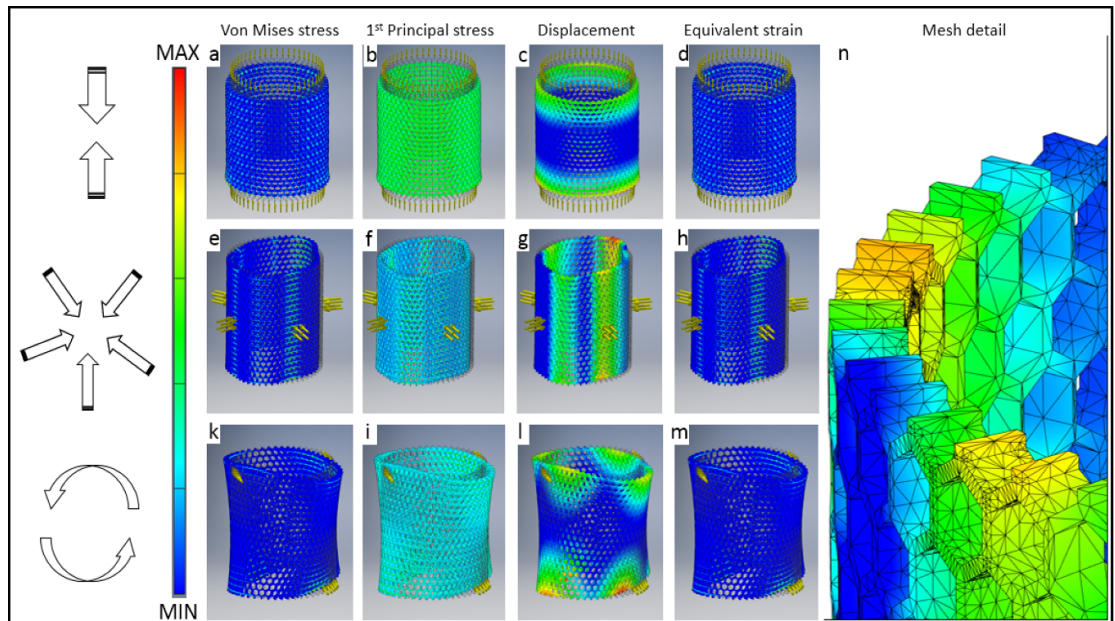 Von Mises stress 1st Principal stress Displacement Equivalent strain Mesh detail
MAX a b c d n
e f g h
k i l m
MIN